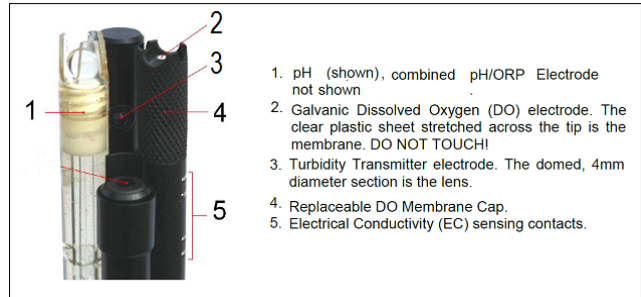 2
3
1
4
5
1. pH (shown), combined pH/ORP Electrode
not shown .
2. Galvanic Dissolved Oxygen (DO) electrode. The
clear plastic sheet stretched across the tip is the
membrane. DO NOT TOUCH!
3. Turbidity Transmitter electrode. The domed, 4mm
diameter section is the lens.
4. Replaceable DO Membrane Cap.
5. Electrical Conductivity (EC) sensing contacts.